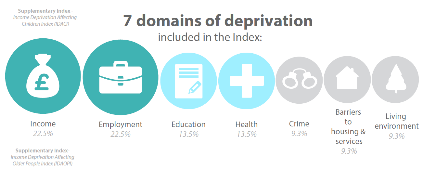 Supplementary Index:
Income Deprivation Affecting
Children Index (IDACI)
7 domains of deprivation
included in the Index:
£
Income
22.5%
Employment
22.5%
Education
13.5%
Health
13.5%
Crime
9.3%
Barriers
to
housing &
services
9.3%
Living
environment
9.3%
Supplementary Index:
Income Deprivation Affecting
Older People Index (IDAOPI)